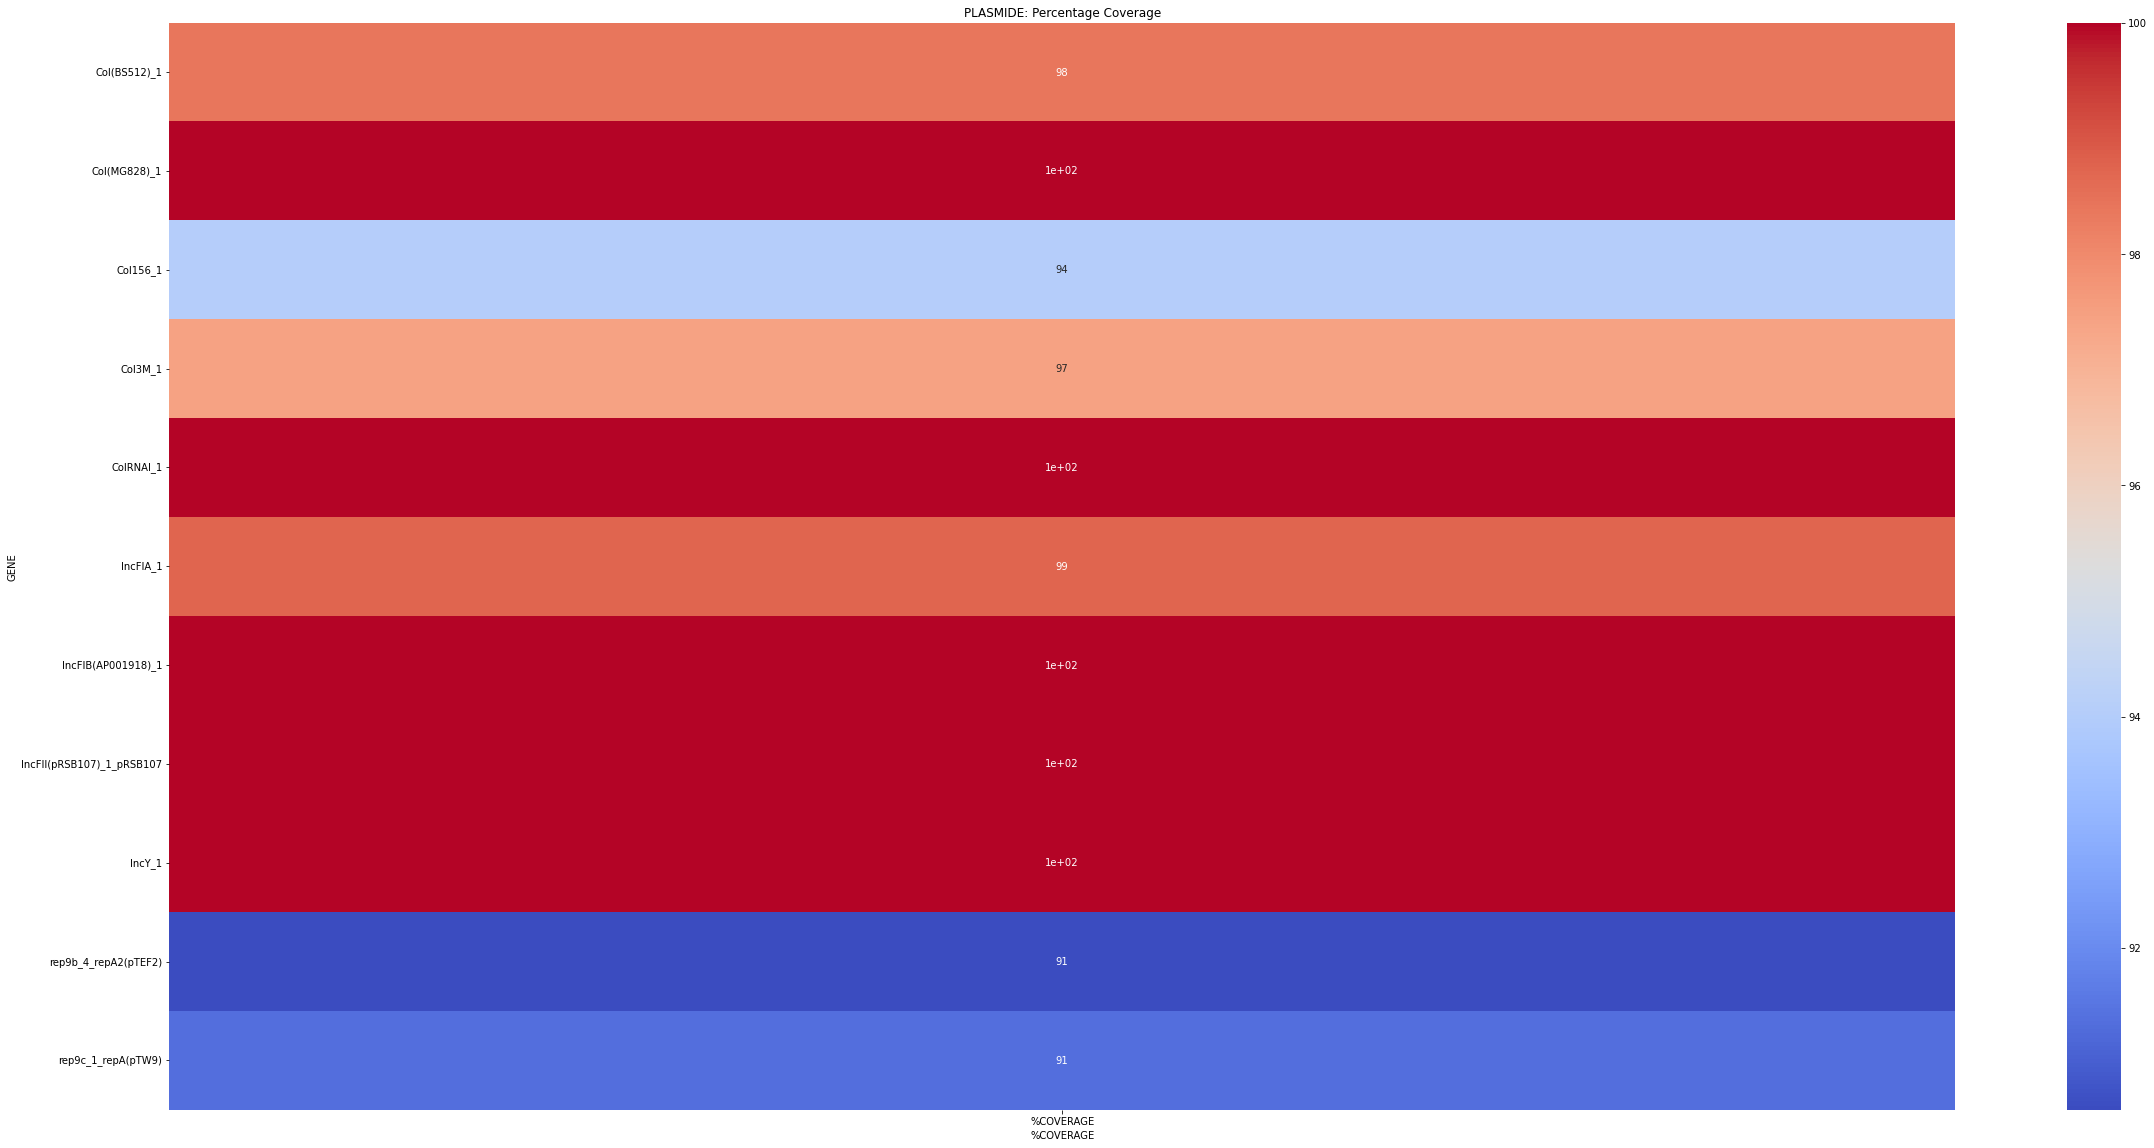 PLASMIDE: Percentage Coverage
GENE
Col(BS512)_1
98
Col(MG828)_1
1e+02
Col156_1
94
Col3M_1
97
ColRNAI_1
1e+02
IncFIA_1
99
IncFIB(AP001918)_1
1e+02
IncFII(pRSB107)_1_pRSB107
1e+02
IncY_1
1e+02
rep9b_4_repA2(pTEF2)
91
rep9c_1_repA(pTW9)
91
%COVERAGE
%COVERAGE
100
98
96
94
92